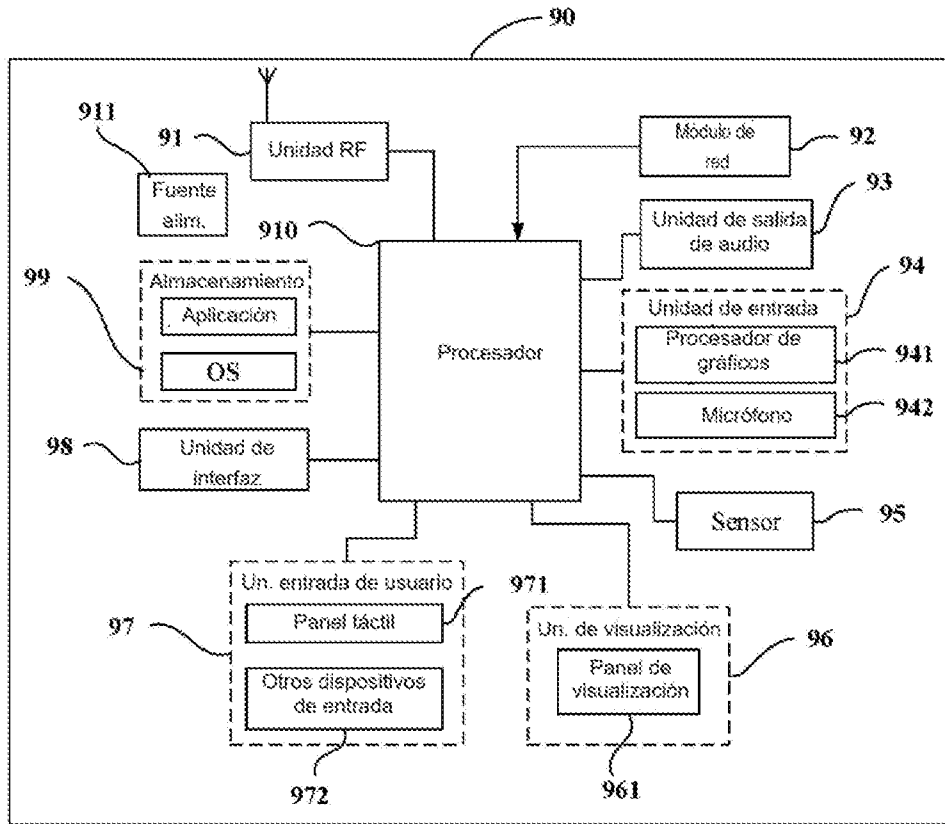 90
911
91
Unidad RF
Módulo de
red
92
Fuente
alim.
910
Unidad de salida
de audio
93
99
Almacenamiento
Aplicación
OS
Procesador
Unidad de entrada
94
Procesador de
gráficos
941
Micrófono
942
98
Unidad de
interfaz
Sensor
95
97
Un. entrada de usuario
971
Panel táctil
Otros dispositivos
de entrada
972
Un. de visualización
96
Panel de
visualización
961